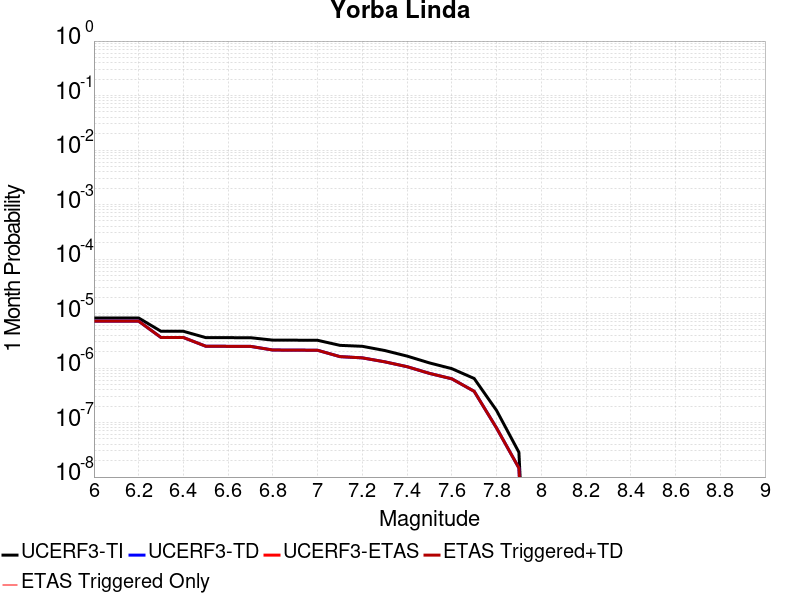 Yorba Linda
1 Month Probability
10^0
10^-1
10^-2
10^-3
10^-4
10^-5
10^-6
10^-7
10^-8
6 6.2 6.4 6.6 6.8 7 7.2 7.4 7.6 7.8 8 8.2 8.4 8.6 8.8 9
Magnitude
UCERF3-TI UCERF3-TD UCERF3-ETAS ETAS Triggered+TD
ETAS Triggered Only